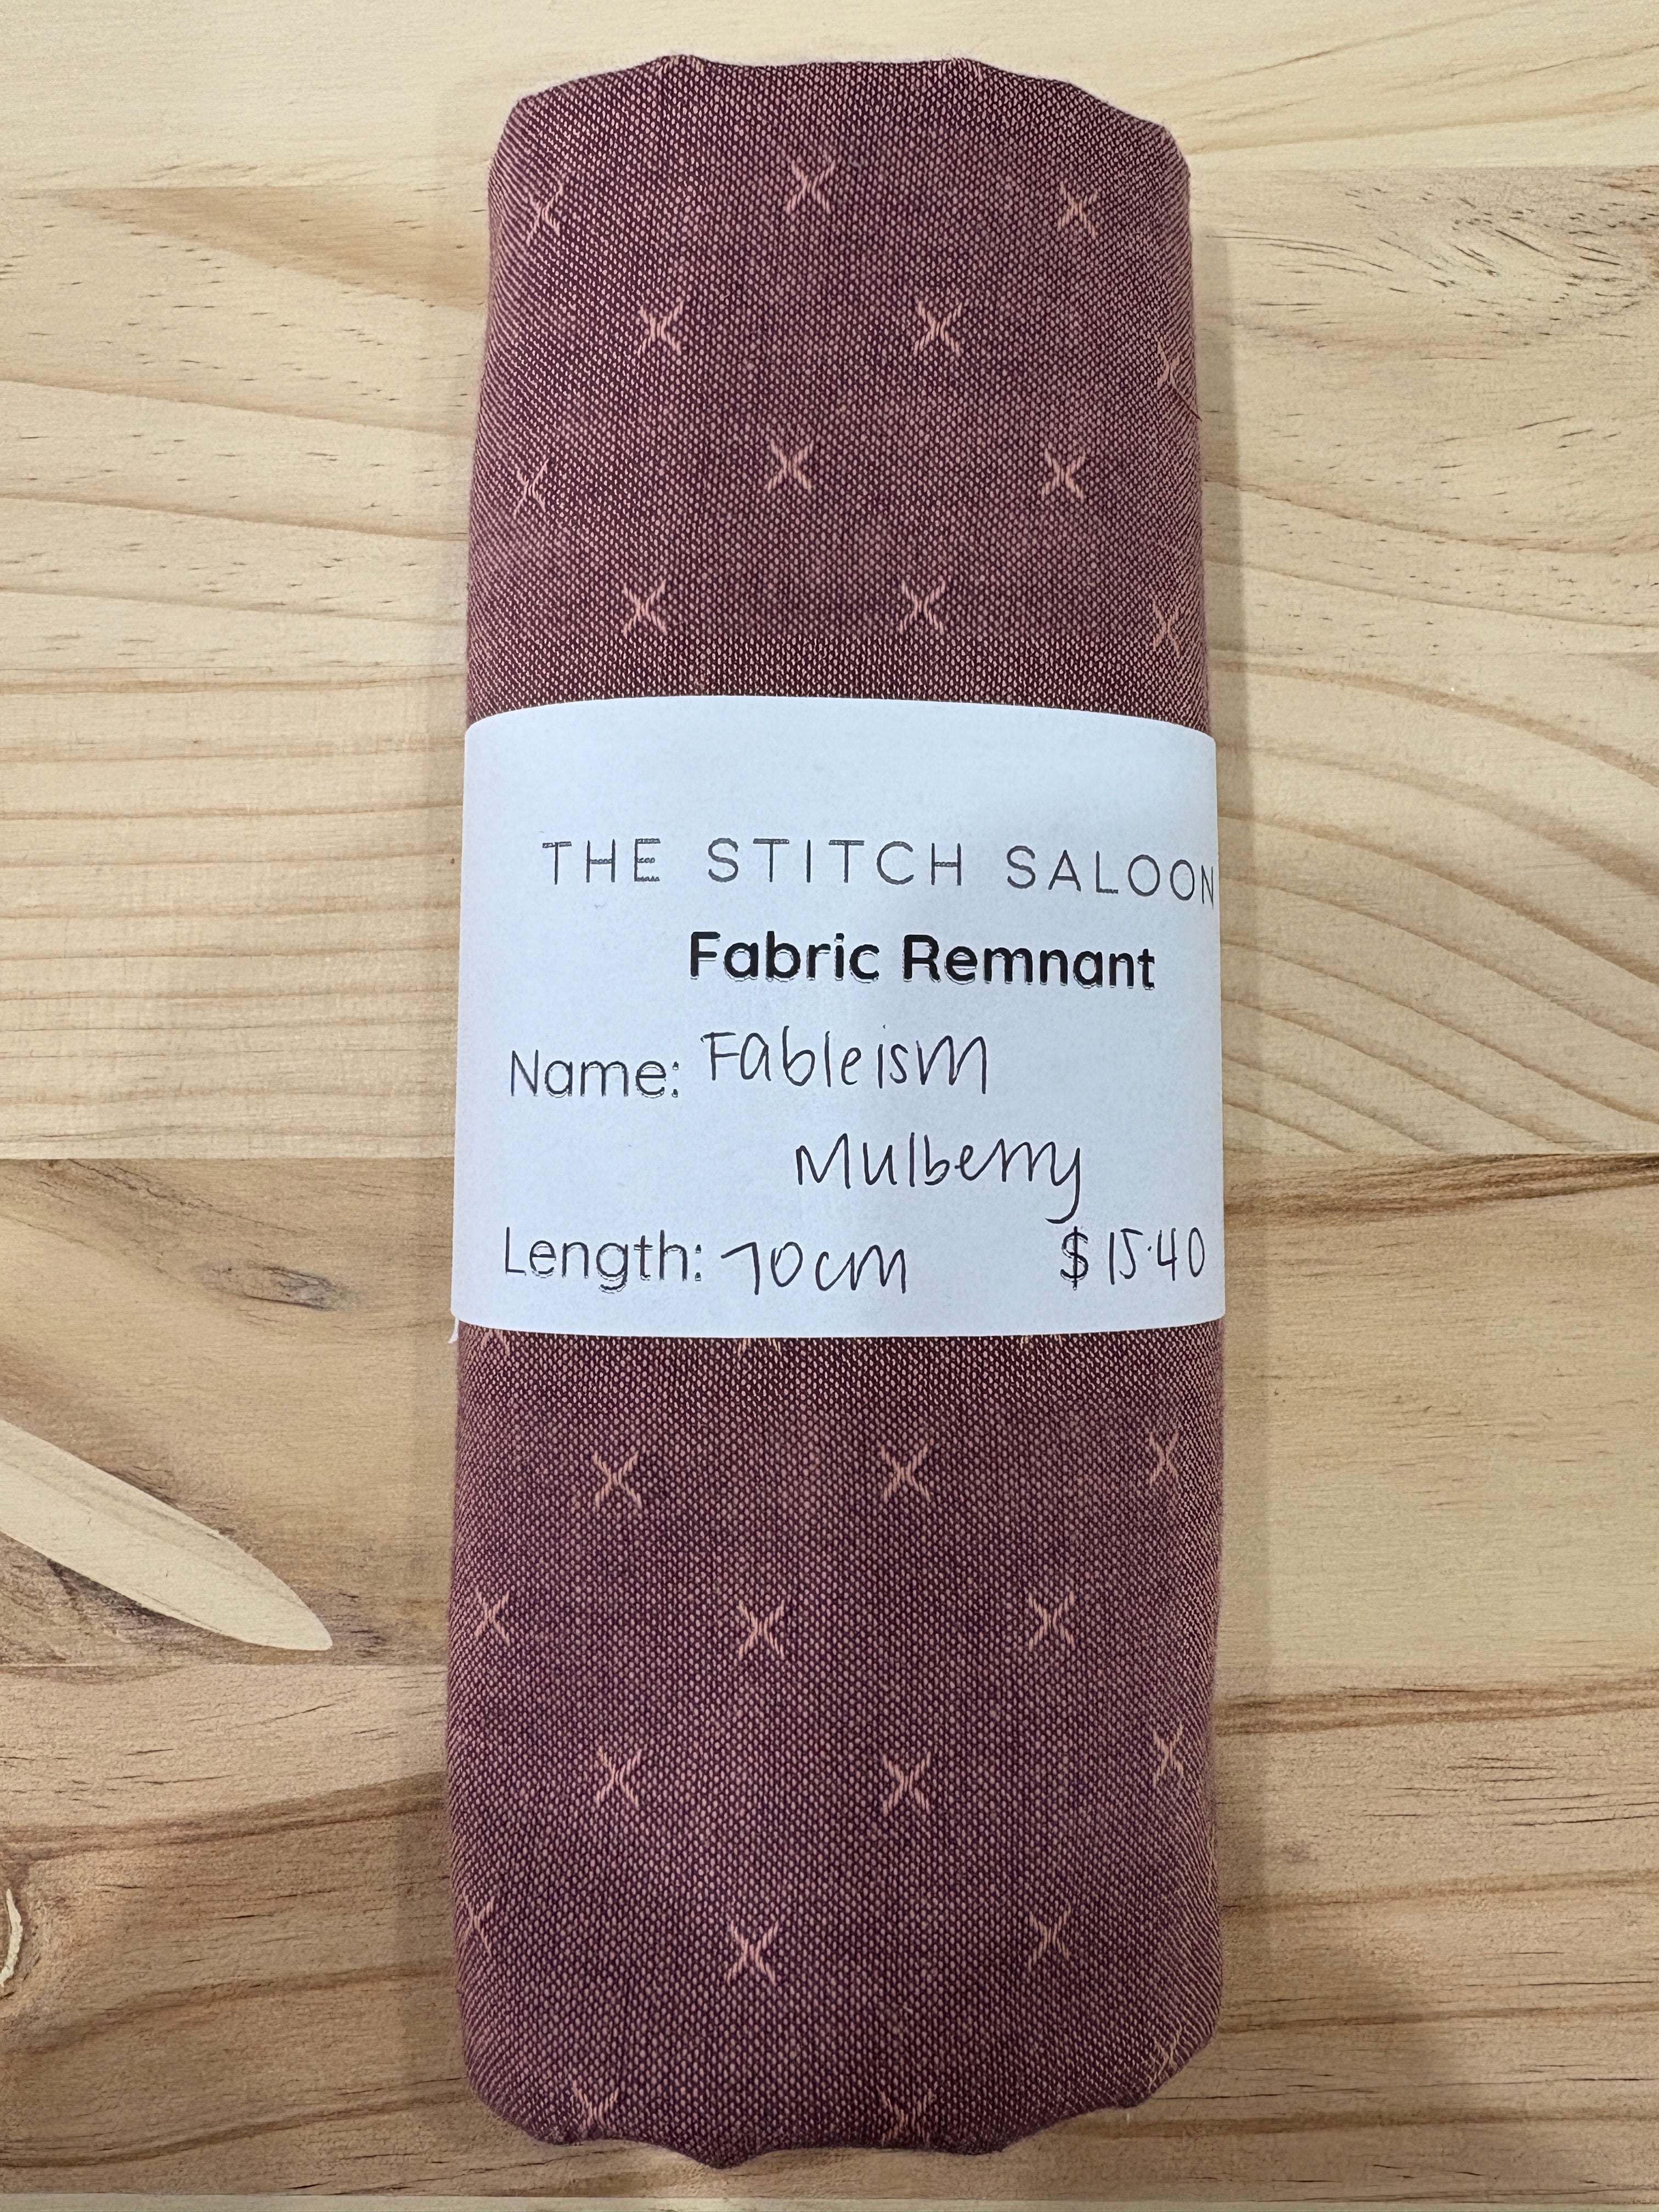 THE STITCH SALOON
Fabric Remnant
Name: Fableism
Mulberry
Length: 70cm $15.40